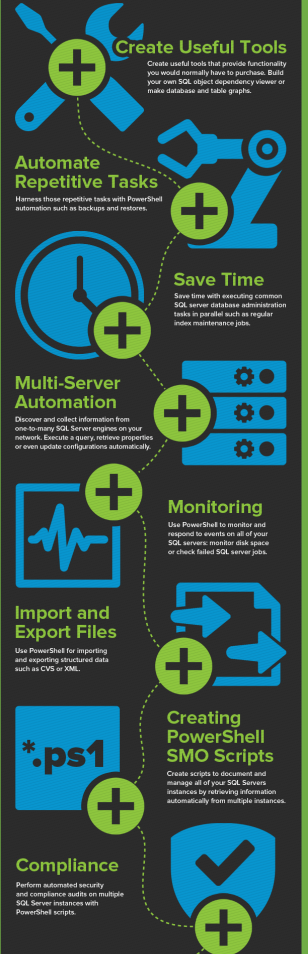 Create Useful Tools
Create useful tools that provide functionality
you would normally have to purchase. Build
your own SQL object dependency viewer or
make database and table graphs.
Automate
Repetitive Tasks
Harness those repetitive tasks with PowerShell
automation such as backups and restores.
Save Time
Save time with executing common
SQL server database administration
tasks in parallel such as regular
index maintenance jobs.
Multi-Server
Automation
Discover and collect information from
one-to-many SQL Server engines on your
network. Execute a query, retrieve properties
or even update configurations automatically.
Monitoring
Use PowerShell to monitor and
respond to events on all of your
SQL servers: monitor disk space
or check failed SQL server jobs.
Import and
Export Files
Use PowerShell for importing
and exporting structured data
such as CVS or XML.
Creating
PowerShell
SMO Scripts
Create scripts to document and
manage all of your SQL Servers
instances by retrieving information
automatically from multiple instances.
*.ps1
Compliance
Perform automated security
and compliance audits on multiple
SQL Server instances with
PowerShell scripts.